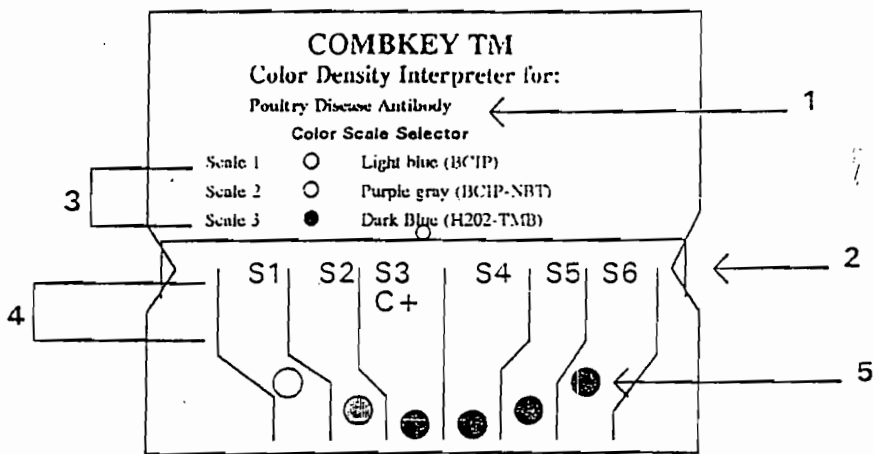 COMBKEY TM
Color Density Interpreter for:
Poultry Disease Antibody
1
Color Scale Selector
Scale 1 Light blue (BCIP)
Scale 2 Purple gray (BCIP-NBT)
Scale 3 Dark Blue (H202-TMB)
3
2
S1 S2 S3 S4 S5 S6
C+
4
5